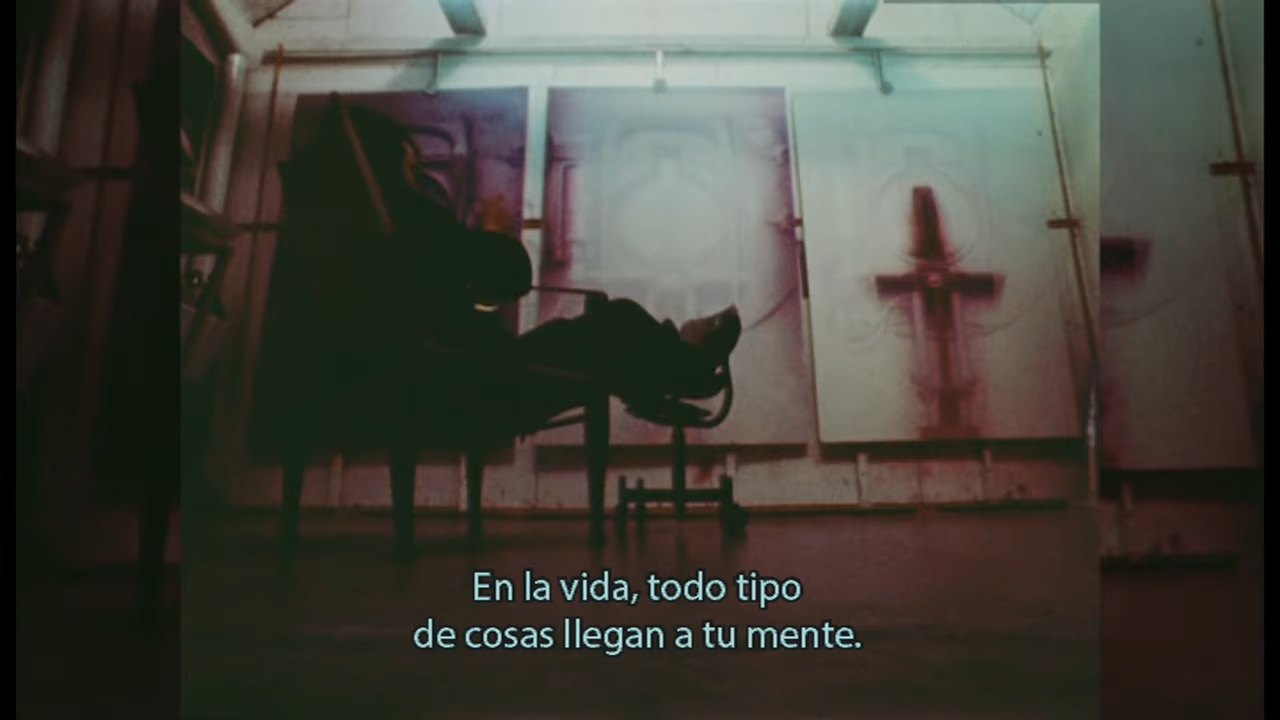 En la vida, todo tipo
de cosas llegan a tu mente.